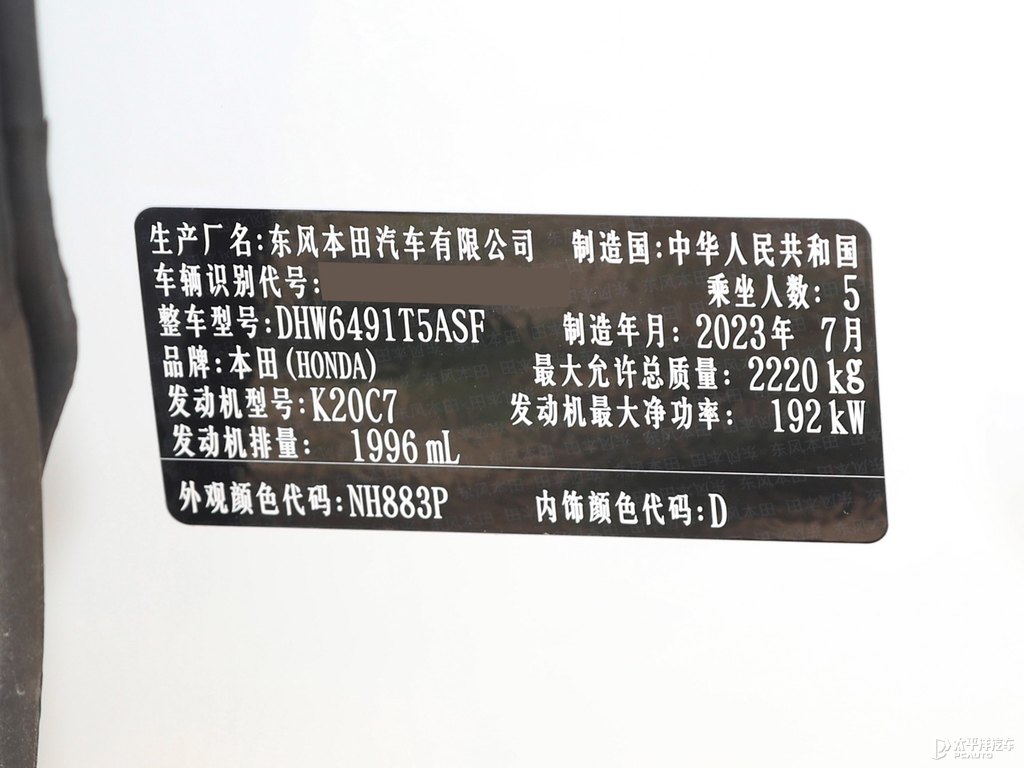 生产厂名:东风本田汽车有限公司 制造国:中华人民共和国
车辆识别代号: 乘坐人数: 5
整车型号:DHW6491T5ASF 制造年月: 2023年 7月
品牌:本田(HONDA) 最大允许总质量: 2220 kg
发动机型号:K20C7 发动机最大净功率: 192 kW
发动机排量: 1996 mL
外观颜色代码:NH883P 内饰颜色代码:D
太平洋汽车
PCAUTO